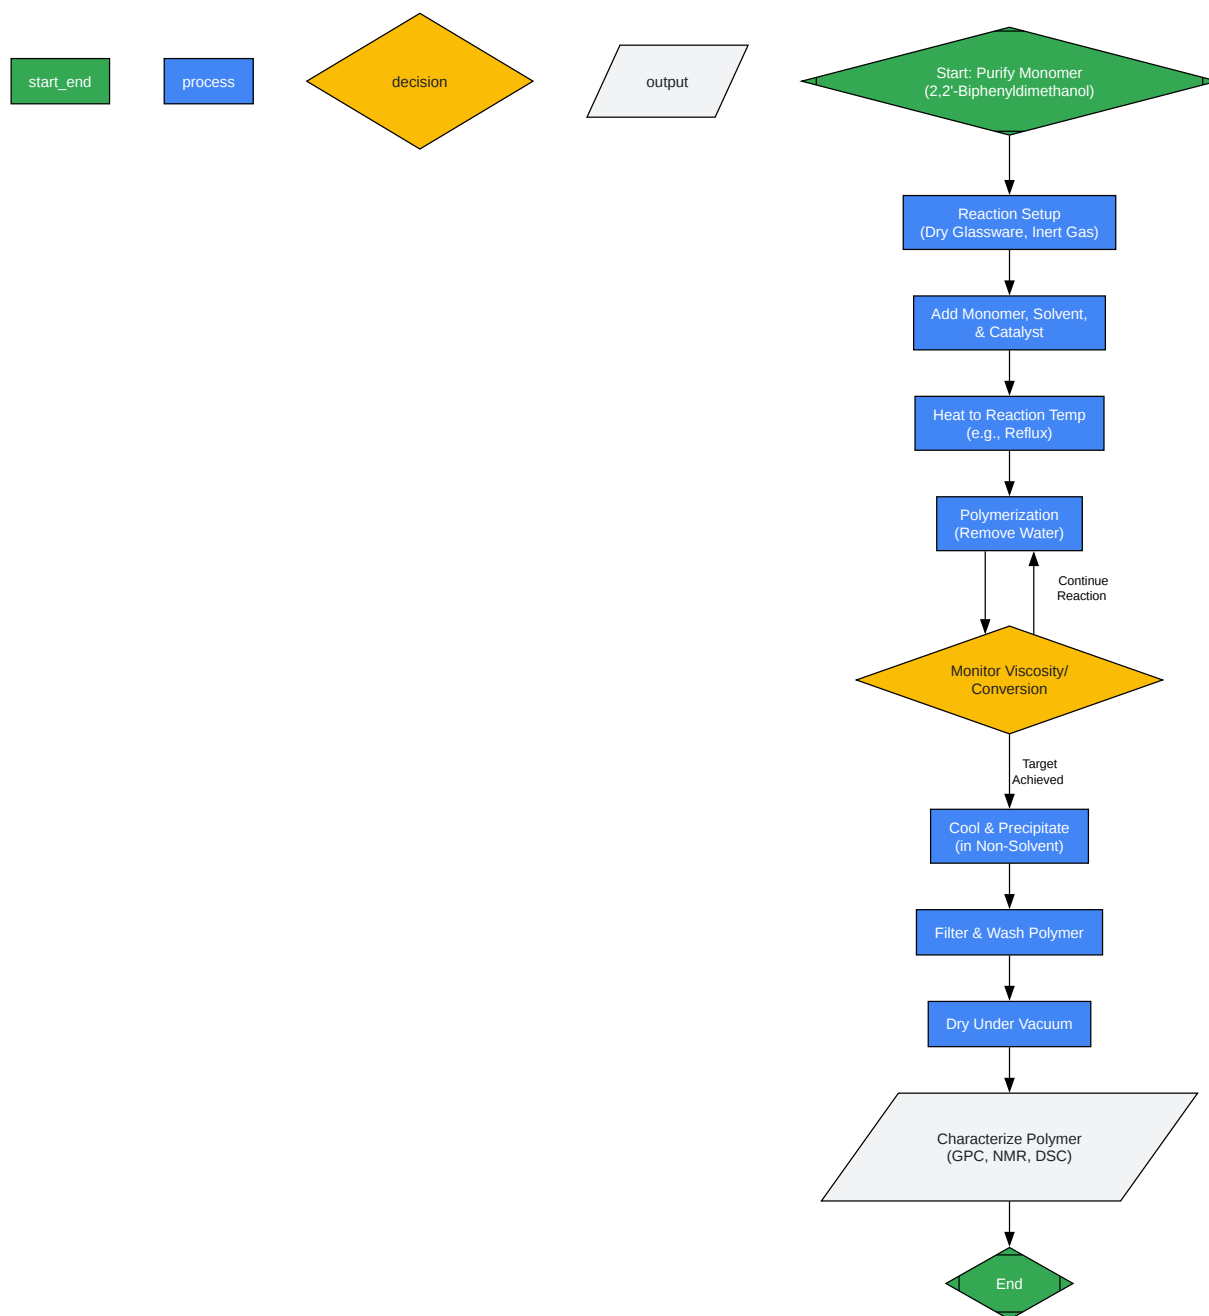 start_end
process
decision
output
Start: Purify Monomer
(2,2'-Biphenyldimethanol)
Reaction Setup
(Dry Glassware, Inert Gas)
Add Monomer, Solvent,
& Catalyst
Heat to Reaction Temp
(e.g., Reflux)
Polymerization
(Remove Water)
Continue
Reaction
Monitor Viscosity/
Conversion
Target
Achieved
Cool & Precipitate
(in Non-Solvent)
Filter & Wash Polymer
Dry Under Vacuum
Characterize Polymer
(GPC, NMR, DSC)
End